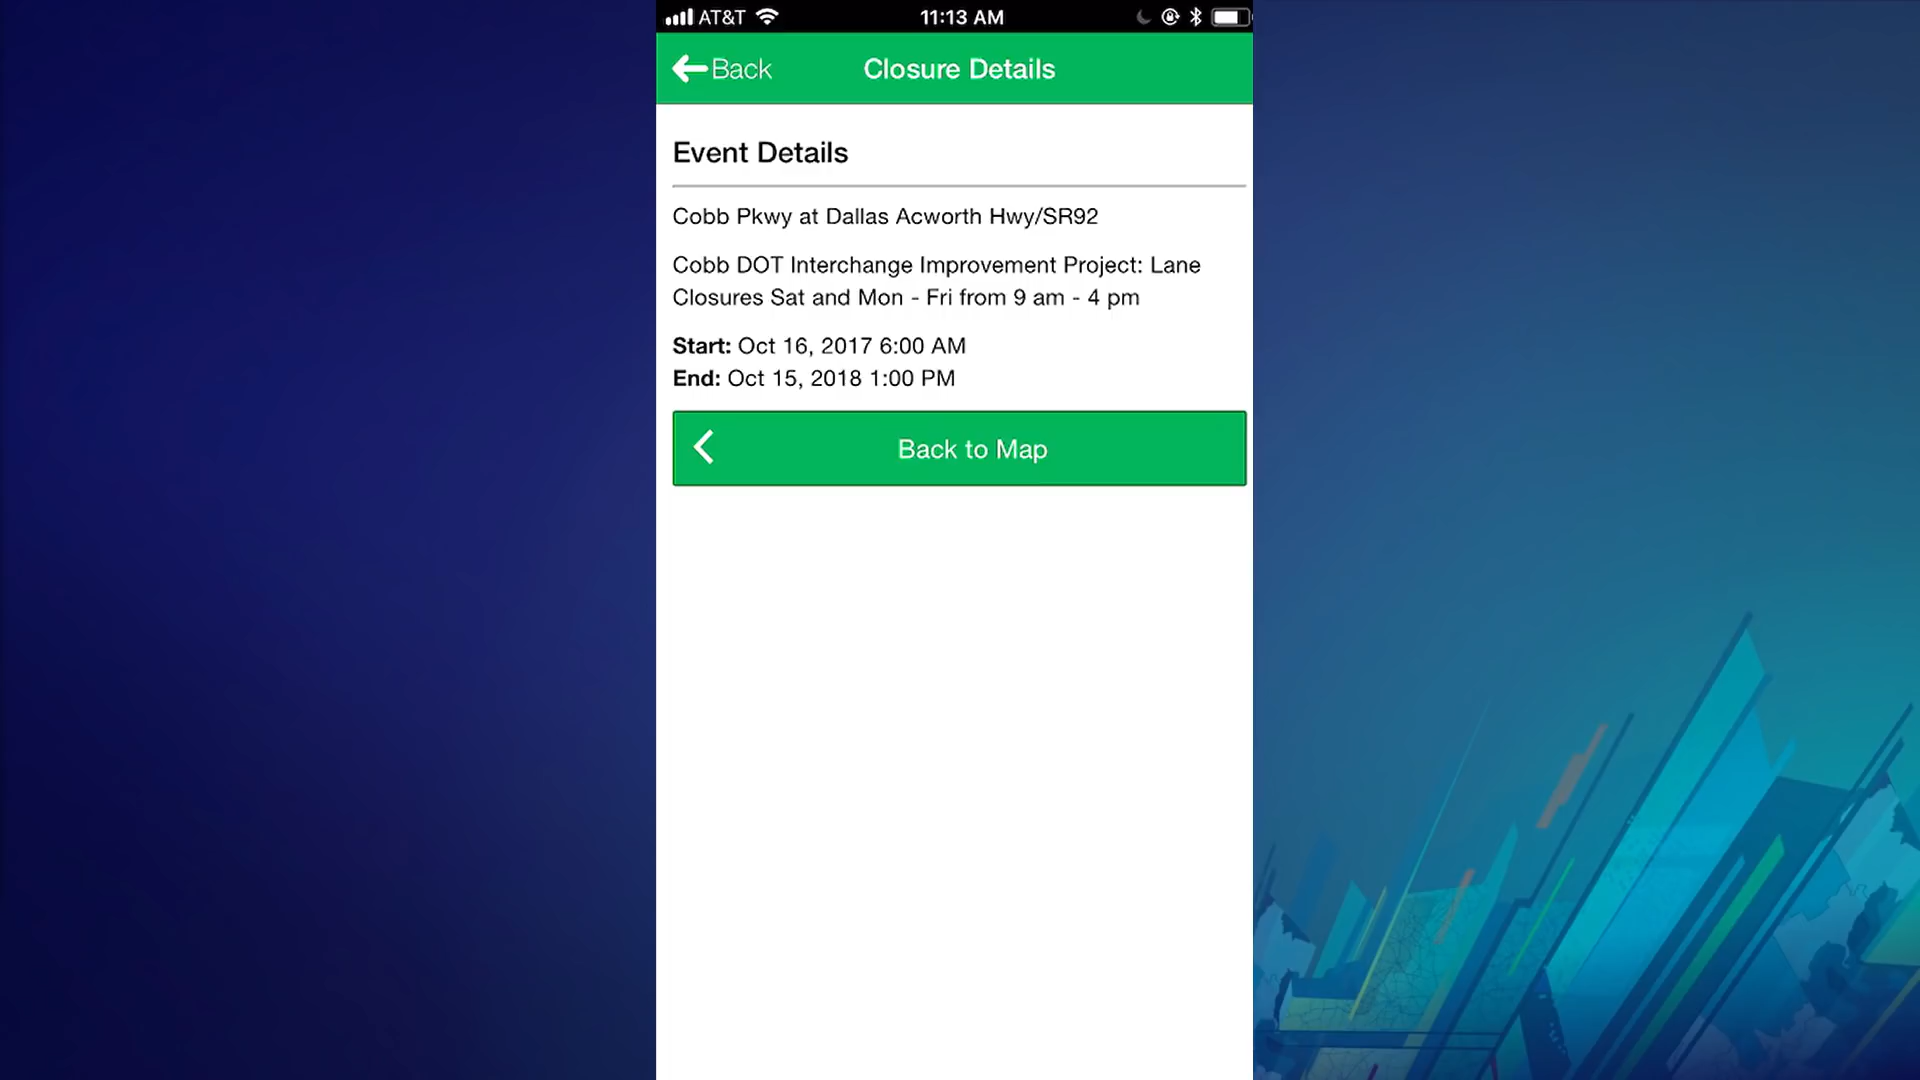 AT&T 11:13 AM
Back Closure Details
Event Details
Cobb Pkwy at Dallas Acworth Hwy/SR92
Cobb DOT Interchange Improvement Project: Lane
Closures Sat and Mon - Fri from 9 am - 4 pm
Start: Oct 16, 2017 6:00 AM
End: Oct 15, 2018 1:00 PM
Back to Map